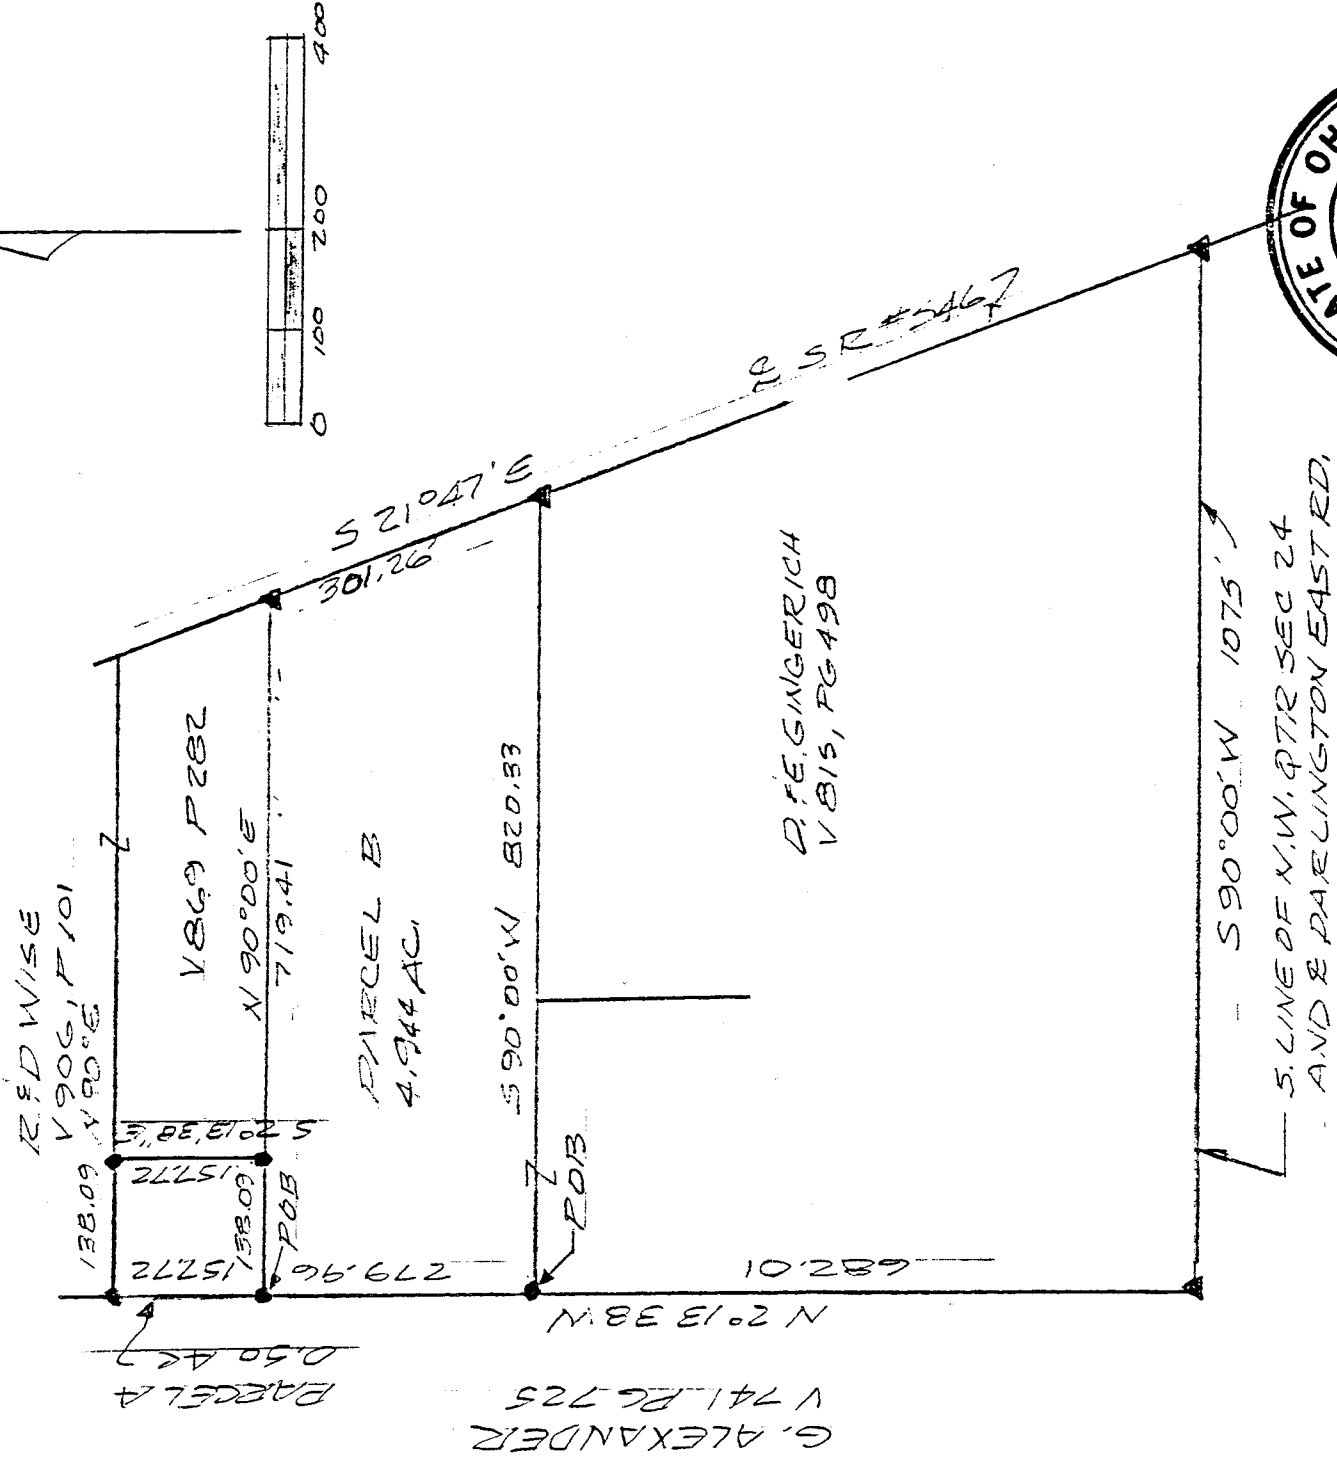 0 100 200 400
STATE OF OH
R & D WISE
V 906, P 101
N 90° E
138.09
V 869 P 282
N 90°00' E
719.41
S 21°47' E
301.26'
℄ S R #
S 2°13'38" E
157.72
157.72
138.09
POB
PARCEL B
4.944 AC.
279.96
S 90°00' W 820.33
POB
D. & E. GINGERICH
V 815, PG 498
682.01
N 2°13 38 W
PARCEL A
0.50 AC
G. ALEXANDER
V 741 PG. 725
S 90°00' W 1075'
S. LINE OF N.W. QTR SEC 24
AND ℄ DARLINGTON EAST RD.